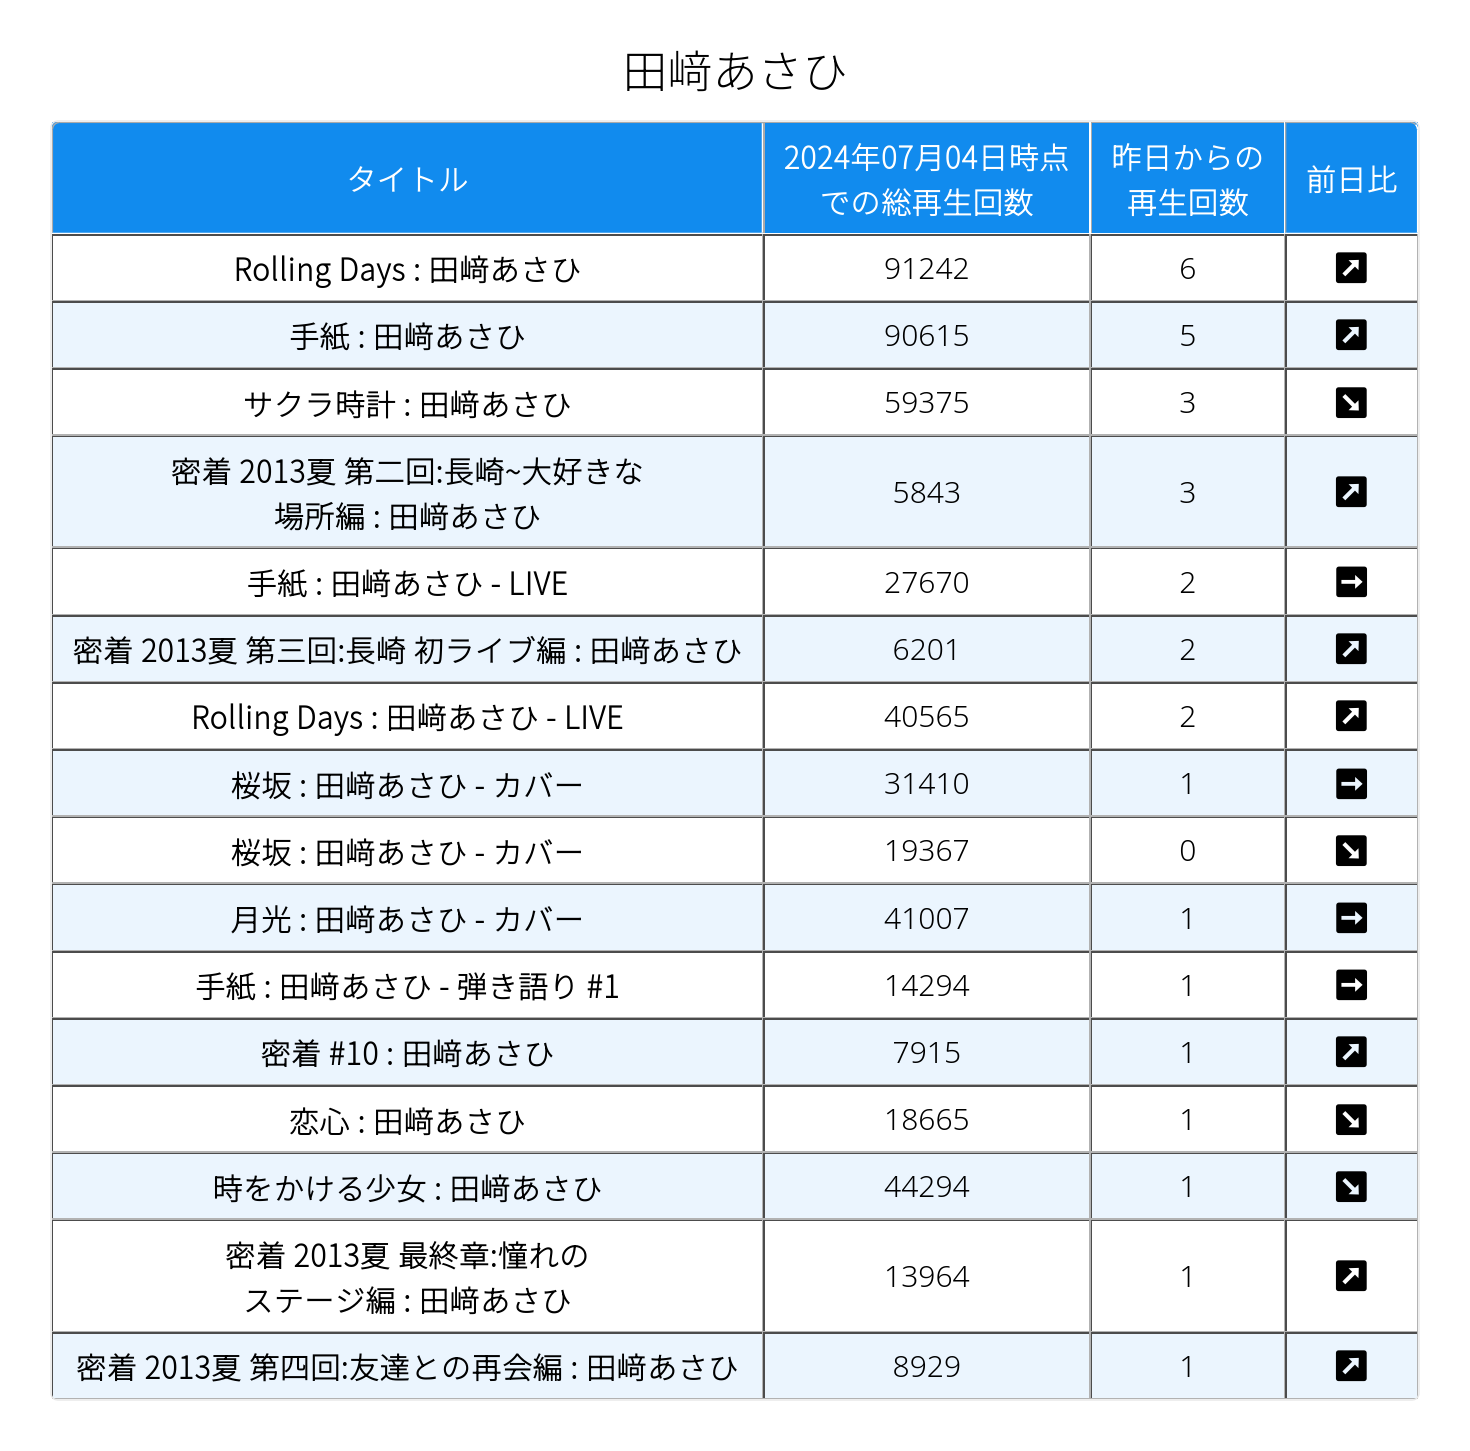 田﨑あさひ
タイトル
2024年07月04日時点
での総再生回数
昨日からの
再生回数
前日比
Rolling Days : 田﨑あさひ 91242 6
手紙 : 田﨑あさひ 90615 5
サクラ時計 : 田﨑あさひ 59375 3
密着 2013夏 第二回:長崎~大好きな
場所編 : 田﨑あさひ 5843 3
手紙 : 田﨑あさひ - LIVE 27670 2
密着 2013夏 第三回:長崎 初ライブ編 : 田﨑あさひ 6201 2
Rolling Days : 田﨑あさひ - LIVE 40565 2
桜坂 : 田﨑あさひ - カバー 31410 1
桜坂 : 田﨑あさひ - カバー 19367 0
月光 : 田﨑あさひ - カバー 41007 1
手紙 : 田﨑あさひ - 弾き語り #1 14294 1
密着 #10 : 田﨑あさひ 7915 1
恋心 : 田﨑あさひ 18665 1
時をかける少女 : 田﨑あさひ 44294 1
密着 2013夏 最終章:憧れの
ステージ編 : 田﨑あさひ 13964 1
密着 2013夏 第四回:友達との再会編 : 田﨑あさひ 8929 1